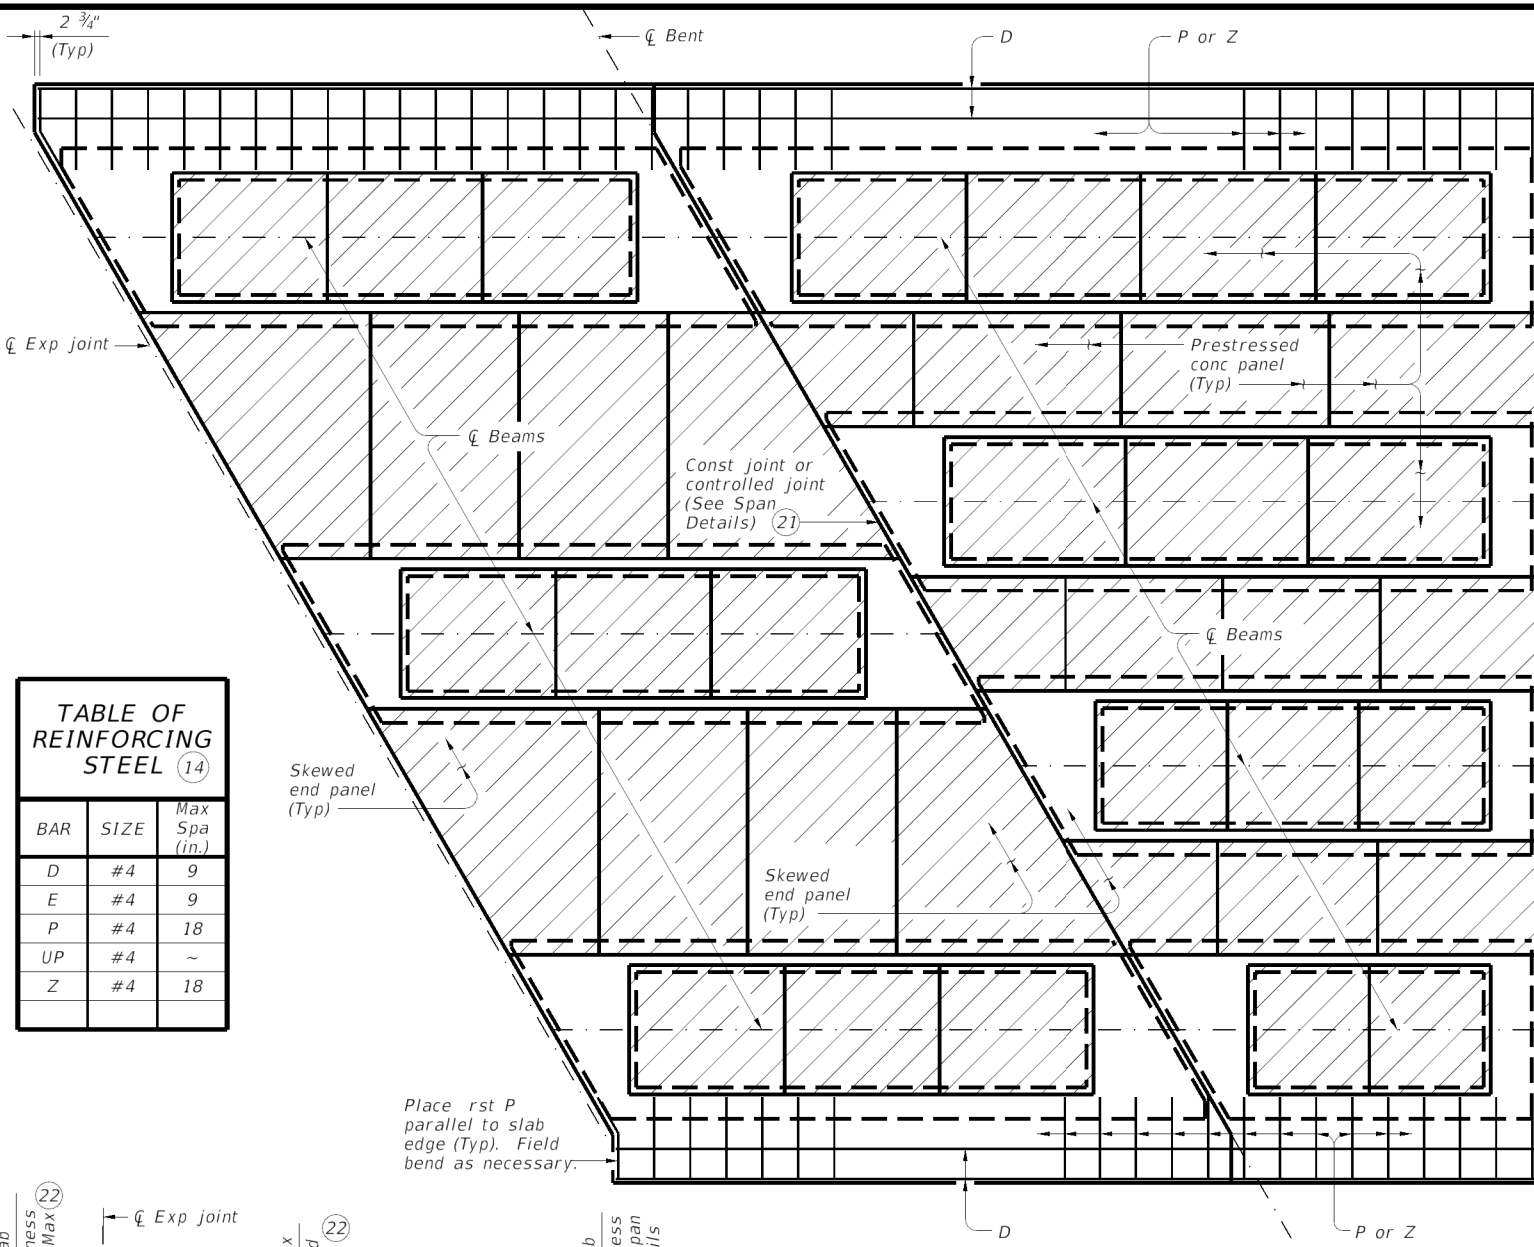 2 ¾"
(Typ)
℄ Bent
D
P or Z
℄ Exp joint
℄ Beams
Prestressed
conc panel
(Typ)
Const joint or
controlled joint
(See Span
Details) 21
℄ Beams
TABLE OF
REINFORCING
STEEL 14
BAR SIZE Max Spa (in.)
D #4 9
E #4 9
P #4 18
UP #4 ~
Z #4 18
Skewed
end panel
(Typ)
Skewed
end panel
(Typ)
Place rst P
parallel to slab
edge (Typ). Field
bend as necessary.
22
Max
℄ Exp joint
22
D
P or Z